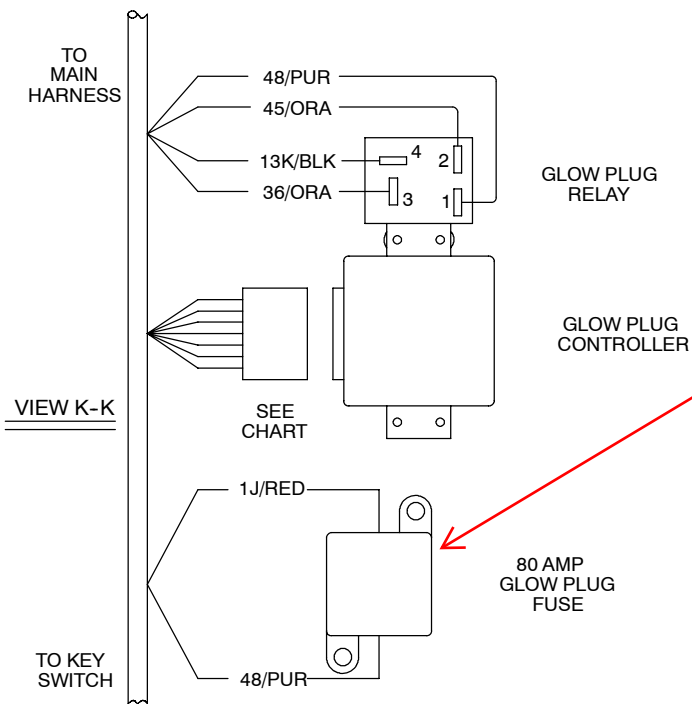 TO
MAIN
HARNESS
48/PUR
45/ORA
13K/BLK
36/ORA
4
2
3
1
GLOW PLUG
RELAY
GLOW PLUG
CONTROLLER
VIEW K-K
SEE
CHART
1J/RED
80 AMP
GLOW PLUG
FUSE
TO KEY
SWITCH
48/PUR